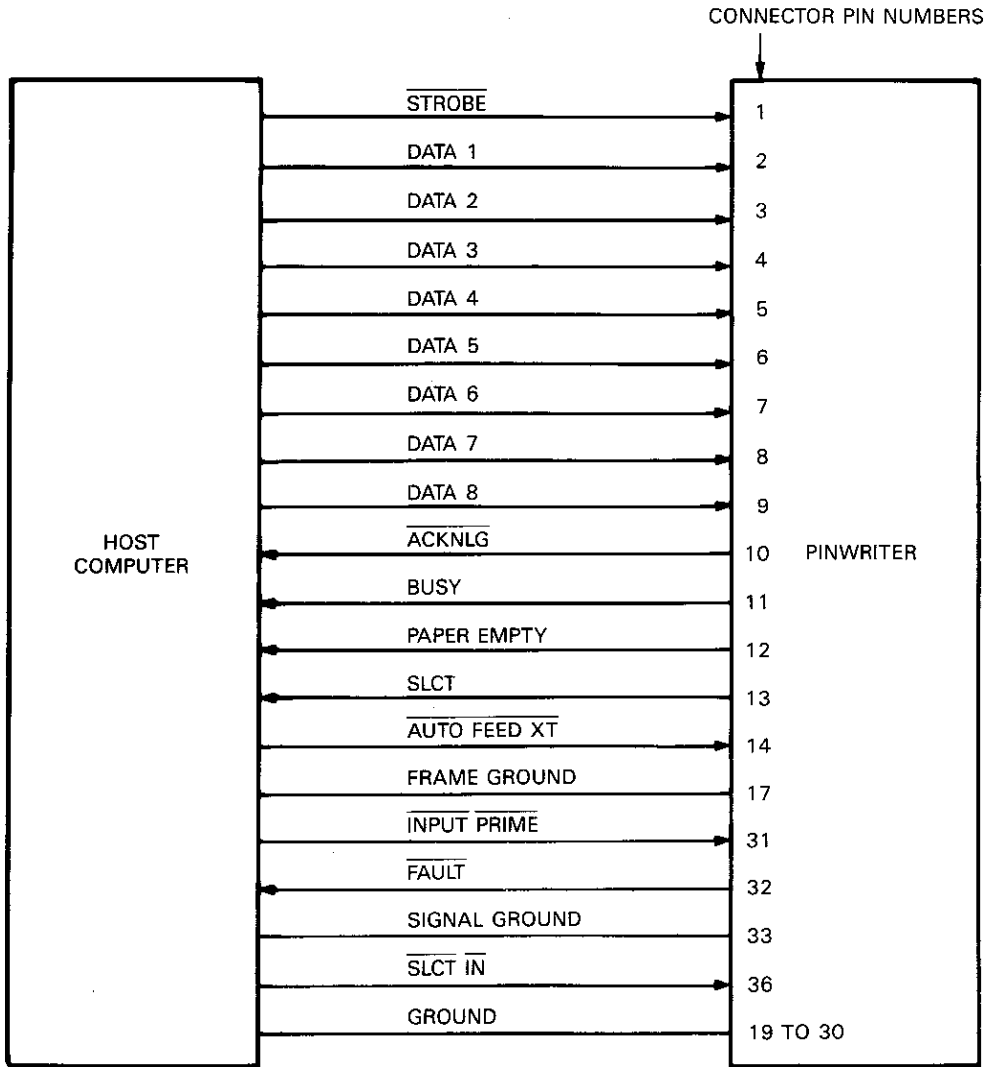 CONNECTOR PIN NUMBERS
STROBE 1
DATA 1 2
DATA 2 3
DATA 3 4
DATA 4 5
DATA 5 6
DATA 6 7
DATA 7 8
DATA 8 9
HOST COMPUTER
ACKNLG 10
PINWRITER
BUSY 11
PAPER EMPTY 12
SLCT 13
AUTO FEED XT 14
FRAME GROUND 17
INPUT PRIME 31
FAULT 32
SIGNAL GROUND 33
SLCT IN 36
GROUND 19 TO 30